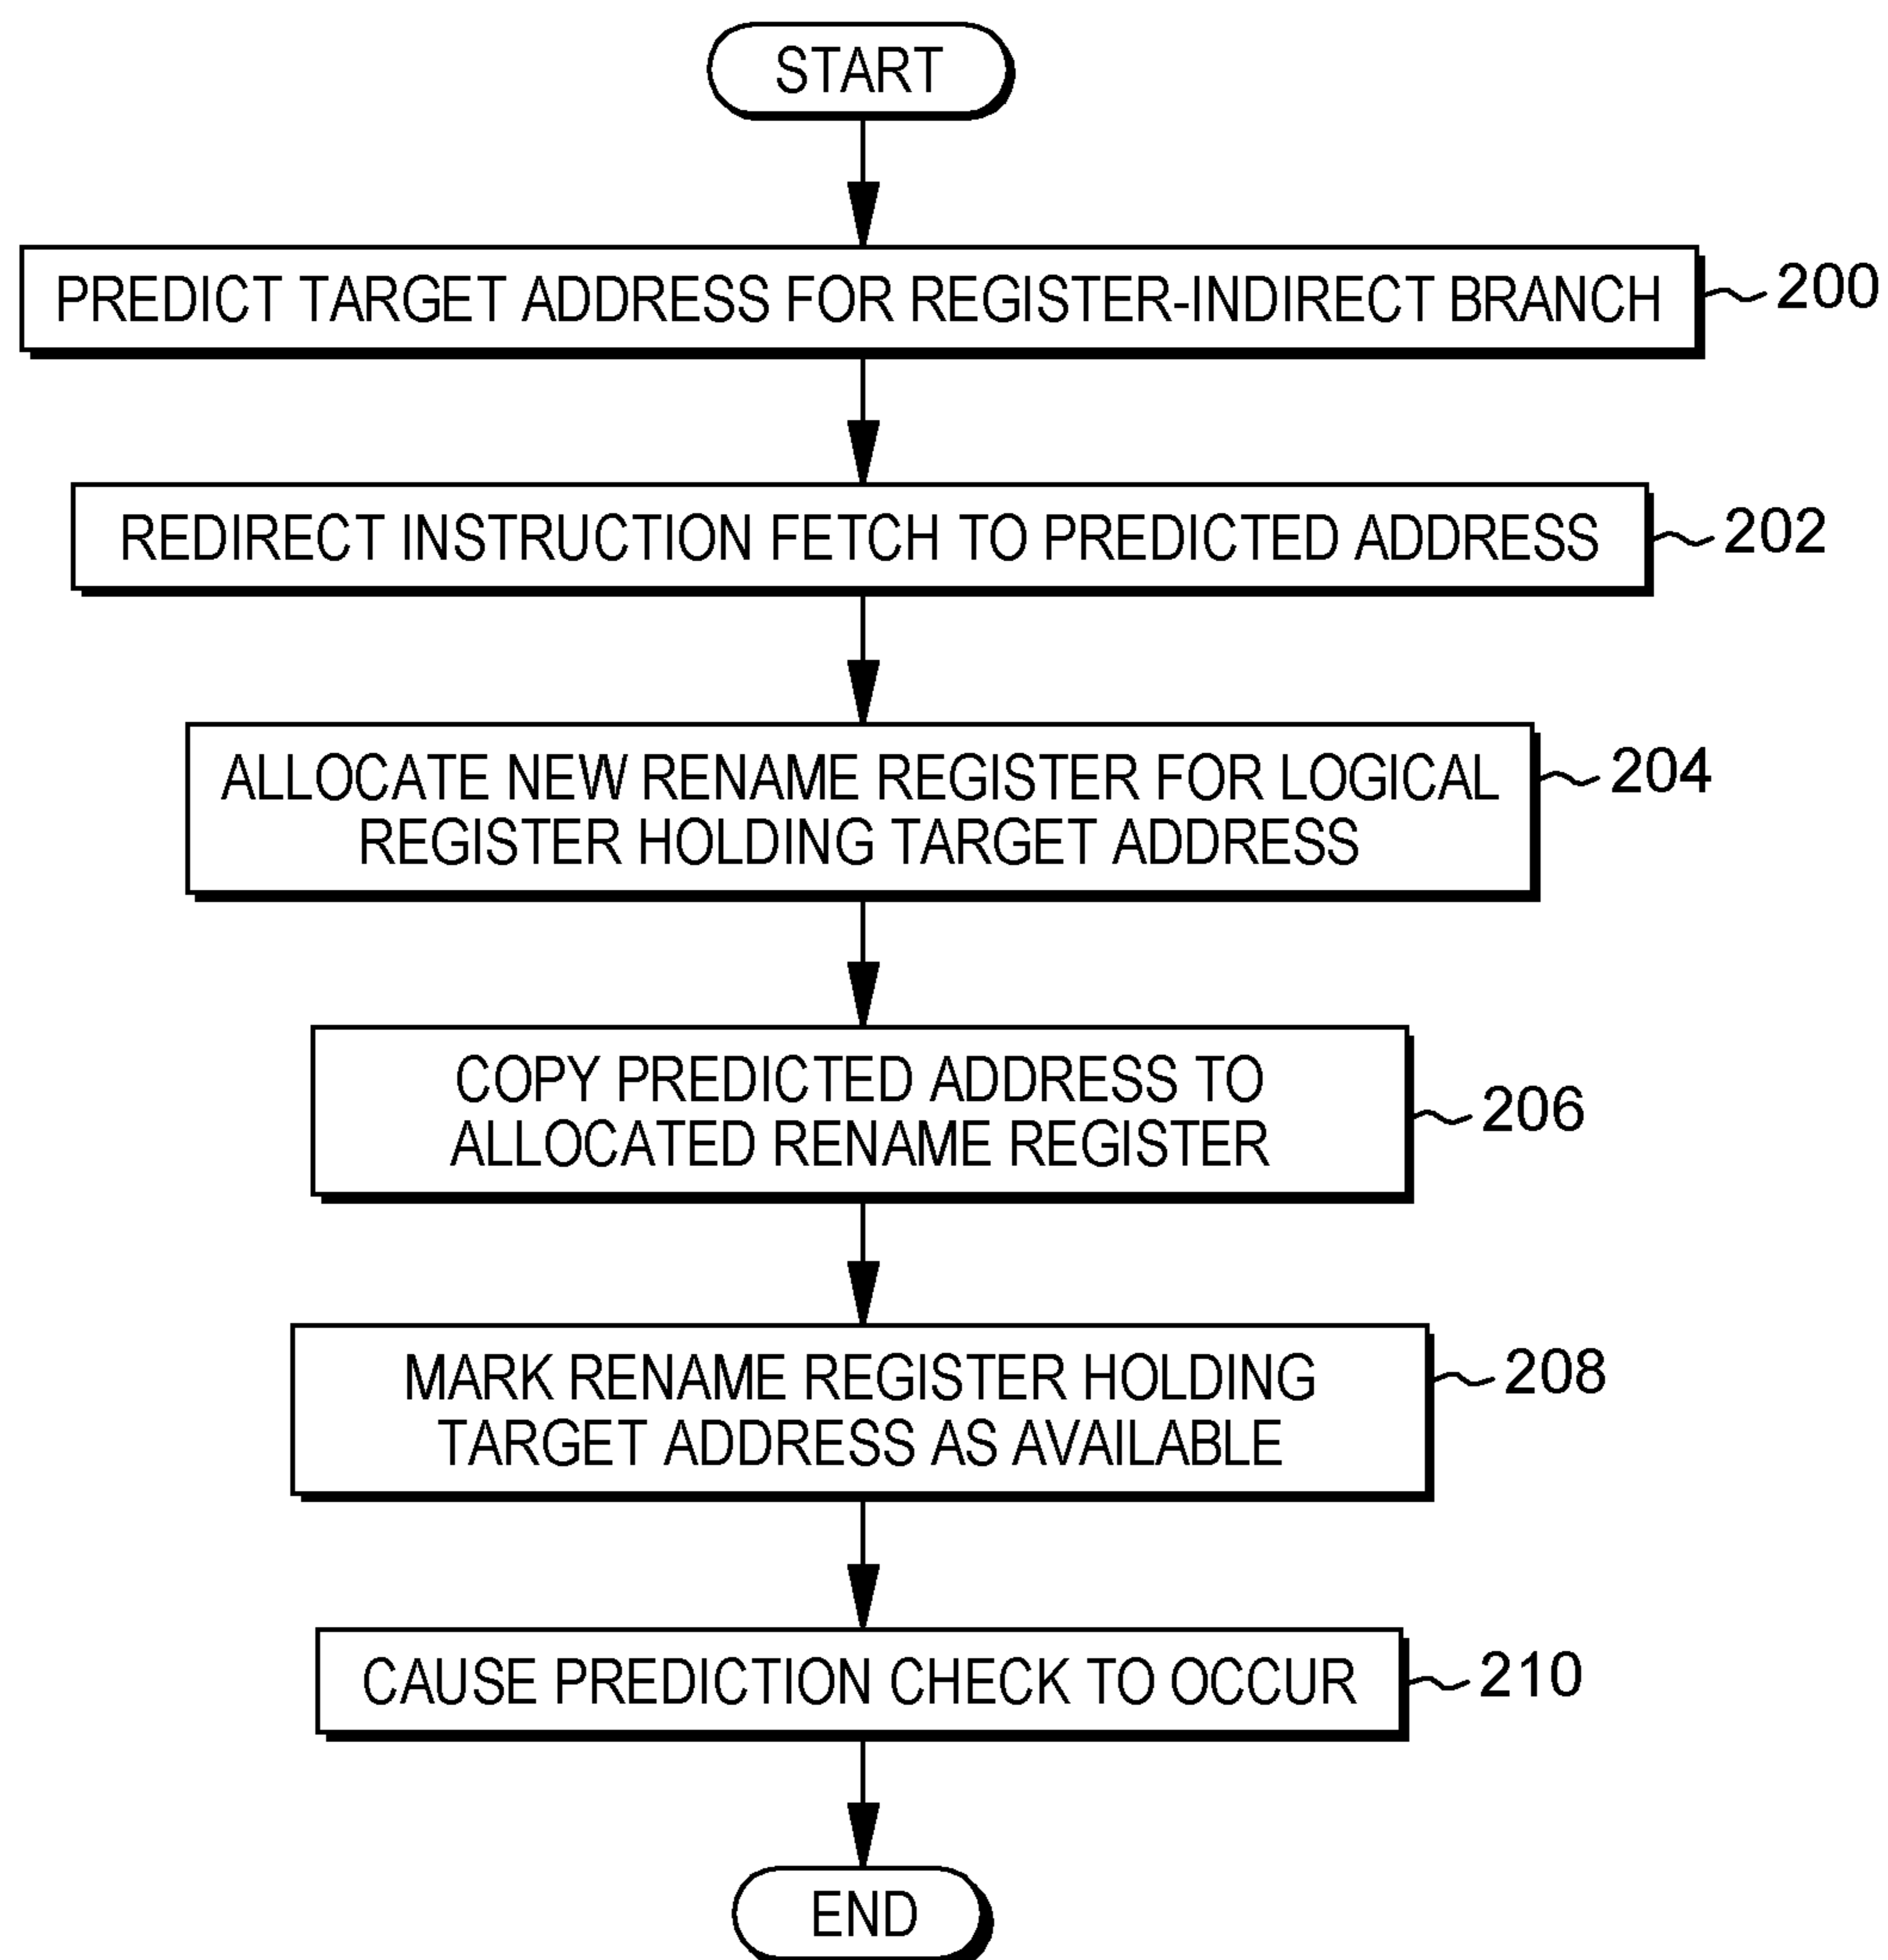 START
PREDICT TARGET ADDRESS FOR REGISTER-INDIRECT BRANCH
200
REDIRECT INSTRUCTION FETCH TO PREDICTED ADDRESS
202
ALLOCATE NEW RENAME REGISTER FOR LOGICAL
REGISTER HOLDING TARGET ADDRESS
204
COPY PREDICTED ADDRESS TO
ALLOCATED RENAME REGISTER
206
MARK RENAME REGISTER HOLDING
TARGET ADDRESS AS AVAILABLE
208
CAUSE PREDICTION CHECK TO OCCUR
210
END